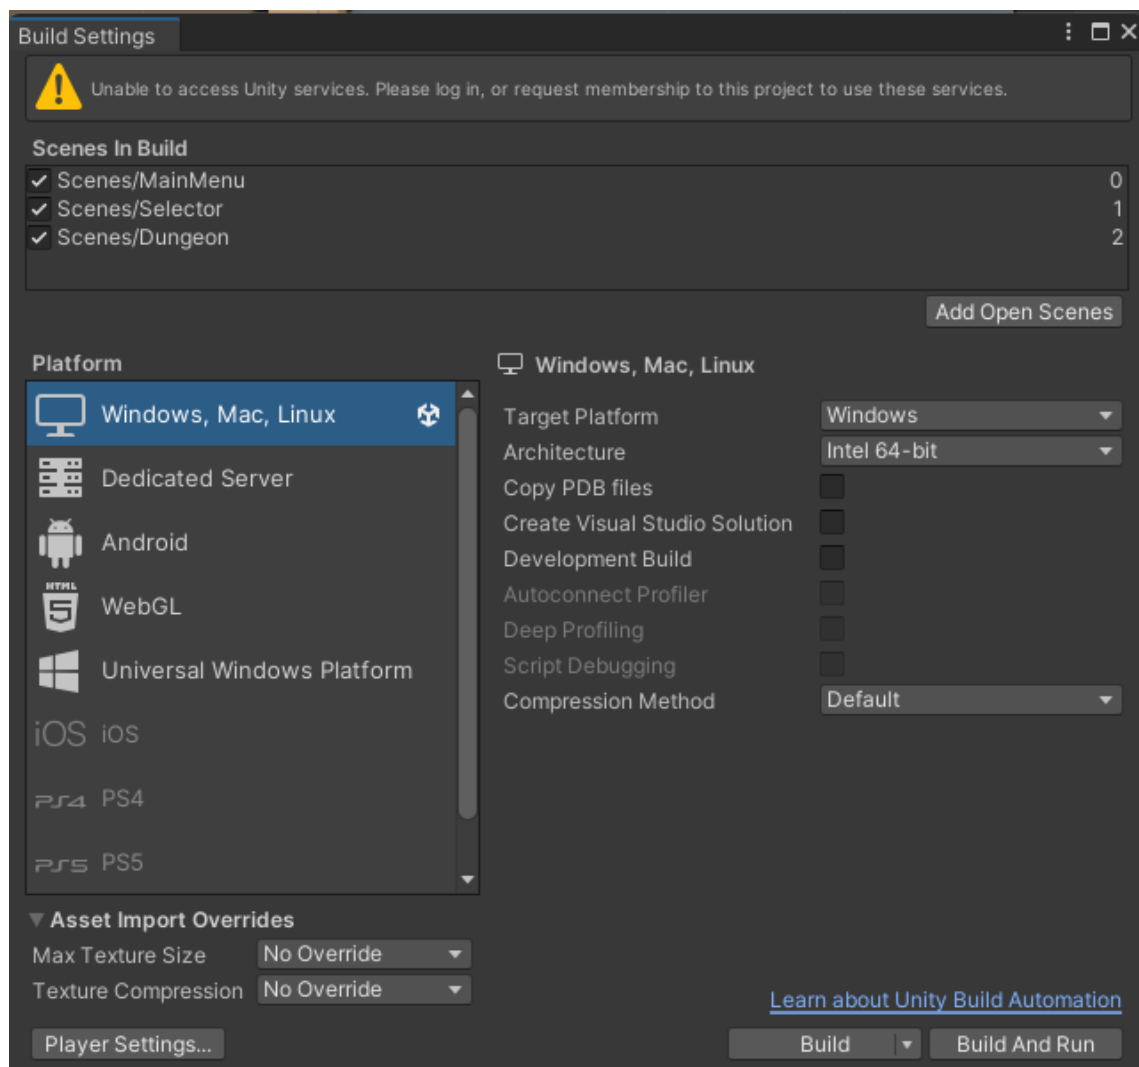 Build Settings
Unable to access Unity services. Please log in, or request membership to this project to use these services.
Scenes In Build
Scenes/MainMenu 0
Scenes/Selector 1
Scenes/Dungeon 2
Add Open Scenes
Platform
Windows, Mac, Linux
Dedicated Server
Android
HTML 5 WebGL
Universal Windows Platform
iOS iOS
PS4 PS4
PS5 PS5
Windows, Mac, Linux
Target Platform Windows
Architecture Intel 64-bit
Copy PDB files
Create Visual Studio Solution
Development Build
Autoconnect Profiler
Deep Profiling
Script Debugging
Compression Method Default
Asset Import Overrides
Max Texture Size No Override
Texture Compression No Override
Learn about Unity Build Automation
Player Settings... Build Build And Run